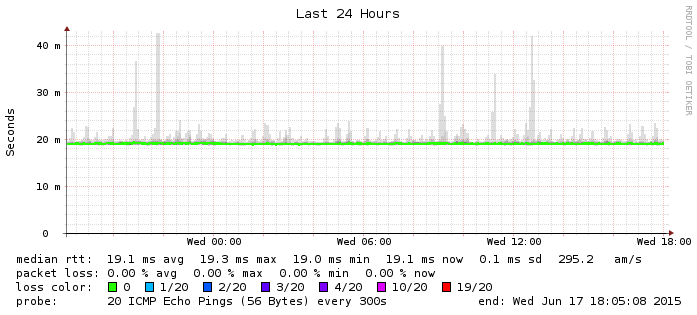 Last 24 Hours
RRDTOOL / TOBI OETIKER
Seconds
40 m
30 m
20 m
10 m
0
Wed 00:00 Wed 06:00 Wed 12:00 Wed 18:00
median rtt: 19.1 ms avg 19.3 ms max 19.0 ms min 19.1 ms now 0.1 ms sd 295.2 am/s
packet loss: 0.00 % avg 0.00 % max 0.00 % min 0.00 % now
loss color: 0 1/20 2/20 3/20 4/20 10/20 19/20
probe: 20 ICMP Echo Pings (56 Bytes) every 300s end: Wed Jun 17 18:05:08 2015